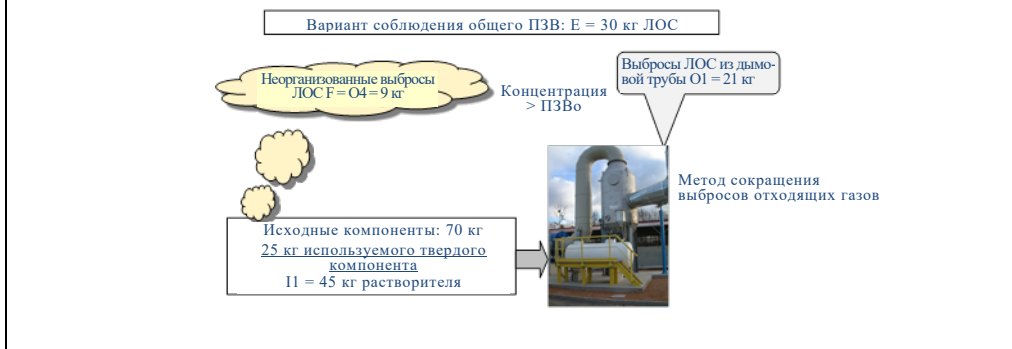 Вариант соблюдения общего ПЗВ: E = 30 кг ЛОС
Неорганизованные выбросы
ЛОС F = O4 = 9 кг
Концентрация
> ПЗВо
Выбросы ЛОС из дымо-
вой трубы O1 = 21 кг
Метод сокращения
выбросов отходящих газов
Исходные компоненты: 70 кг
25 кг используемого твердого
компонента
I1 = 45 кг растворителя